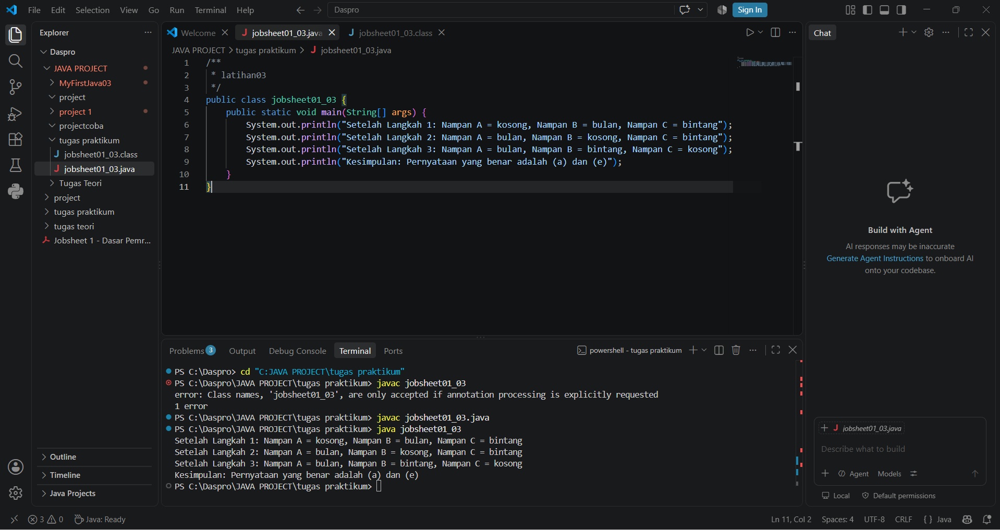 File Edit Selection View Go Run Terminal Help
Daspro
Sign In
Explorer
Daspro
JAVA PROJECT
MyFirstJava03
project
project 1
projectcoba
tugas praktikum
jobsheet01_03.class
jobsheet01_03.java
Tugas Teori
project
tugas praktikum
tugas teori
Jobsheet 1 - Dasar Pemr...
Outline
Timeline
Java Projects
Welcome
jobsheet01_03.java
jobsheet01_03.class
JAVA PROJECT > tugas praktikum > jobsheet01_03.java
1 /**
2 * latihan03
3 */
4 public class jobsheet01_03 {
5 public static void main(String[] args) {
6 System.out.println("Setelah Langkah 1: Nampan A = kosong, Nampan B = bulan, Nampan C = bintang");
7 System.out.println("Setelah Langkah 2: Nampan A = bulan, Nampan B = kosong, Nampan C = bintang");
8 System.out.println("Setelah Langkah 3: Nampan A = bulan, Nampan B = bintang, Nampan C = kosong");
9 System.out.println("Kesimpulan: Pernyataan yang benar adalah (a) dan (e)");
10 }
11 }
Problems 3 Output Debug Console Terminal Ports
powershell - tugas praktikum
PS C:\Daspro> cd "C:JAVA PROJECT\tugas praktikum"
PS C:\Daspro\JAVA PROJECT\tugas praktikum> javac jobsheet01_03
error: Class names, 'jobsheet01_03', are only accepted if annotation processing is explicitly requested
1 error
PS C:\Daspro\JAVA PROJECT\tugas praktikum> javac jobsheet01_03.java
PS C:\Daspro\JAVA PROJECT\tugas praktikum> java jobsheet01_03
Setelah Langkah 1: Nampan A = kosong, Nampan B = bulan, Nampan C = bintang
Setelah Langkah 2: Nampan A = bulan, Nampan B = kosong, Nampan C = bintang
Setelah Langkah 3: Nampan A = bulan, Nampan B = bintang, Nampan C = kosong
Kesimpulan: Pernyataan yang benar adalah (a) dan (e)
PS C:\Daspro\JAVA PROJECT\tugas praktikum>
Chat
Build with Agent
AI responses may be inaccurate
Generate Agent Instructions to onboard AI
onto your codebase.
jobsheet01_03.java
Describe what to build
Agent Models
Local Default permissions
3 0 Java: Ready
Ln 11, Col 2 Spaces: 4 UTF-8 CRLF { } Java